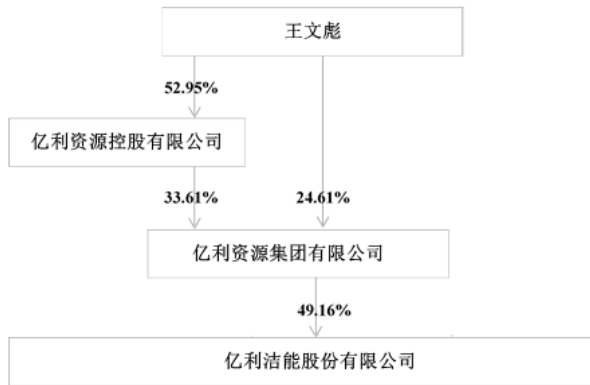 王文彪
52.95%
亿利资源控股有限公司
33.61%
24.61%
亿利资源集团有限公司
49.16%
亿利洁能股份有限公司